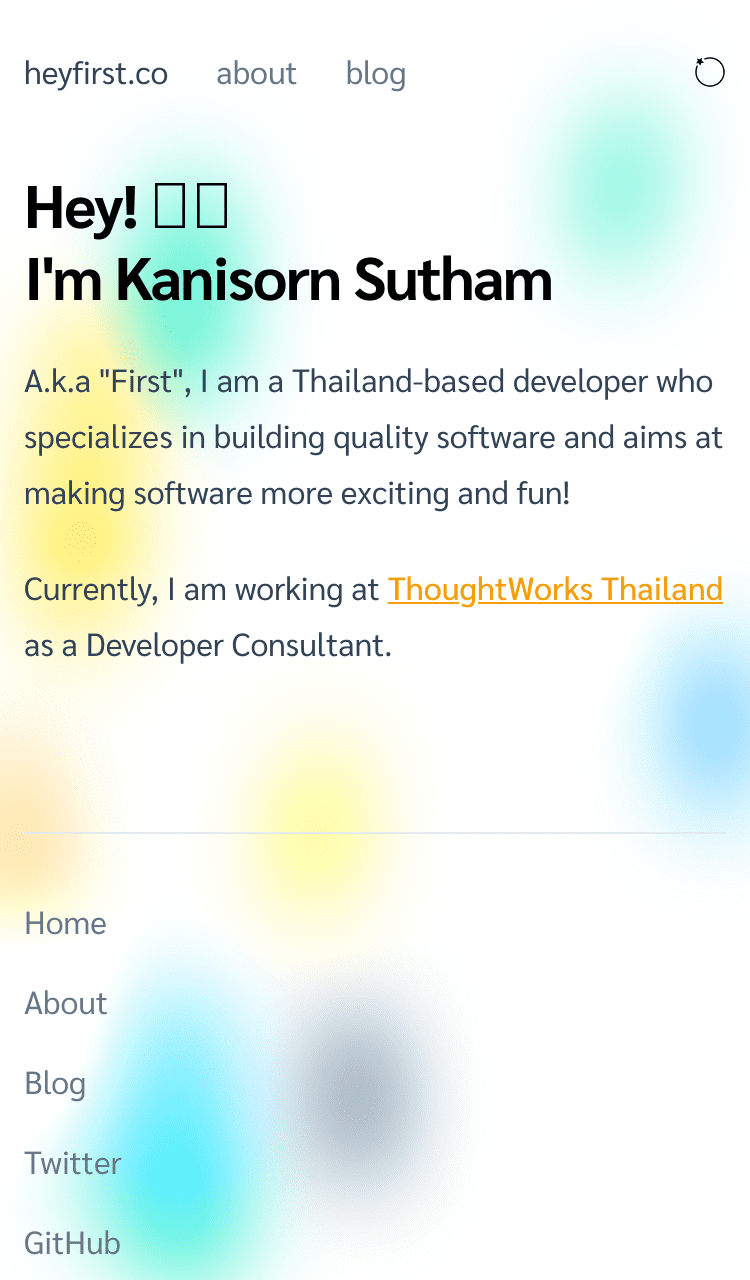 heyfirst.co about blog
Hey!
I'm Kanisorn Sutham
A.k.a "First", I am a Thailand-based developer who
specializes in building quality software and aims at
making software more exciting and fun!
Currently, I am working at ThoughtWorks Thailand
as a Developer Consultant.
Home
About
Blog
Twitter
GitHub